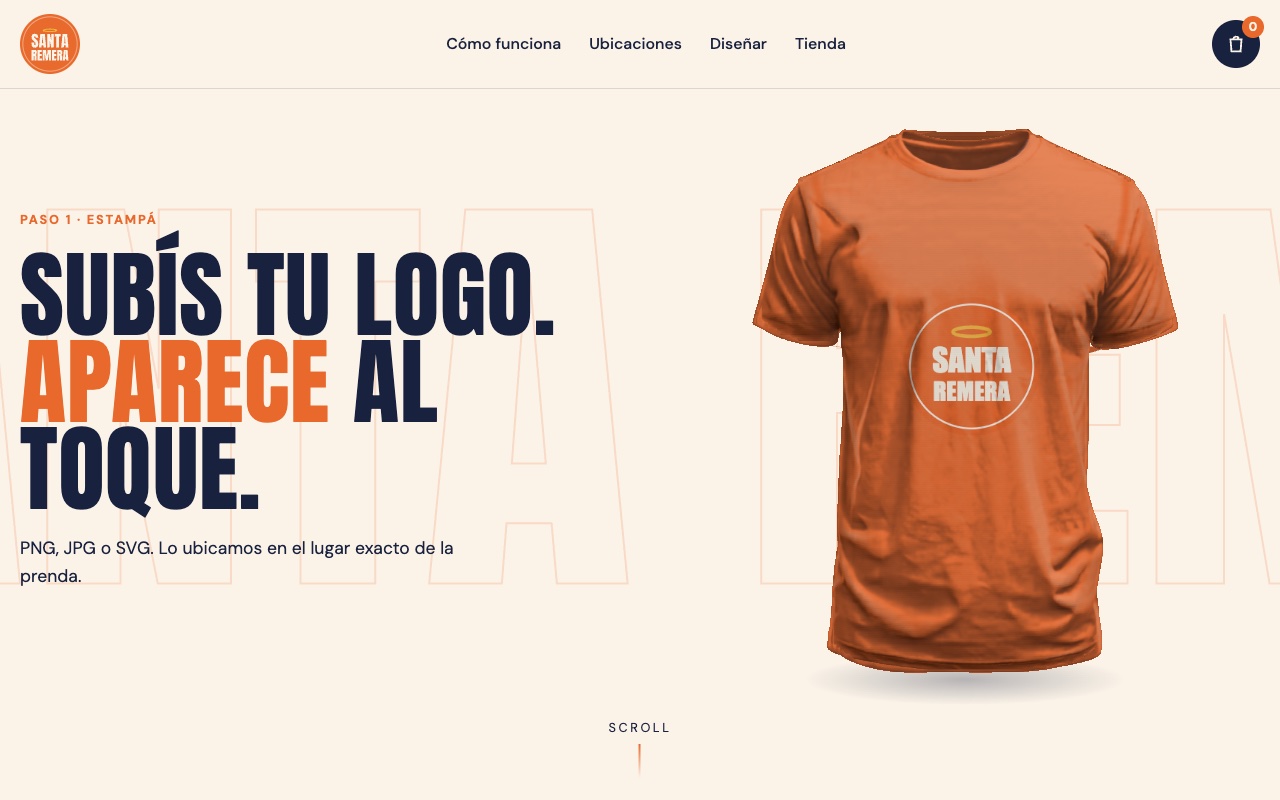 SANTA
REMERA
Cómo funciona
Ubicaciones
Diseñar
Tienda
0
PASO 1 · ESTAMPÁ
SUBÍS TU LOGO.
APARECE AL
TOQUE.
PNG, JPG o SVG. Lo ubicamos en el lugar exacto de la
prenda.
SANTA
REMERA
SCROLL